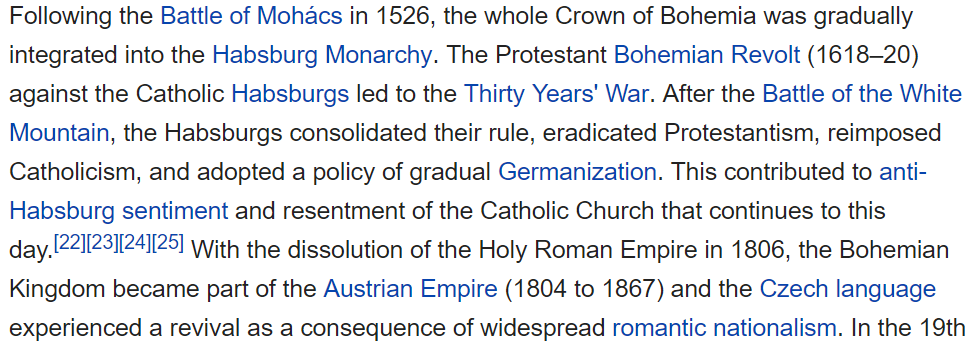 Following the Battle of Mohács in 1526, the whole Crown of Bohemia was gradually
integrated into the Habsburg Monarchy. The Protestant Bohemian Revolt (1618–20)
against the Catholic Habsburgs led to the Thirty Years' War. After the Battle of the White
Mountain, the Habsburgs consolidated their rule, eradicated Protestantism, reimposed
Catholicism, and adopted a policy of gradual Germanization. This contributed to anti-
Habsburg sentiment and resentment of the Catholic Church that continues to this
day.[22][23][24][25] With the dissolution of the Holy Roman Empire in 1806, the Bohemian
Kingdom became part of the Austrian Empire (1804 to 1867) and the Czech language
experienced a revival as a consequence of widespread romantic nationalism. In the 19th